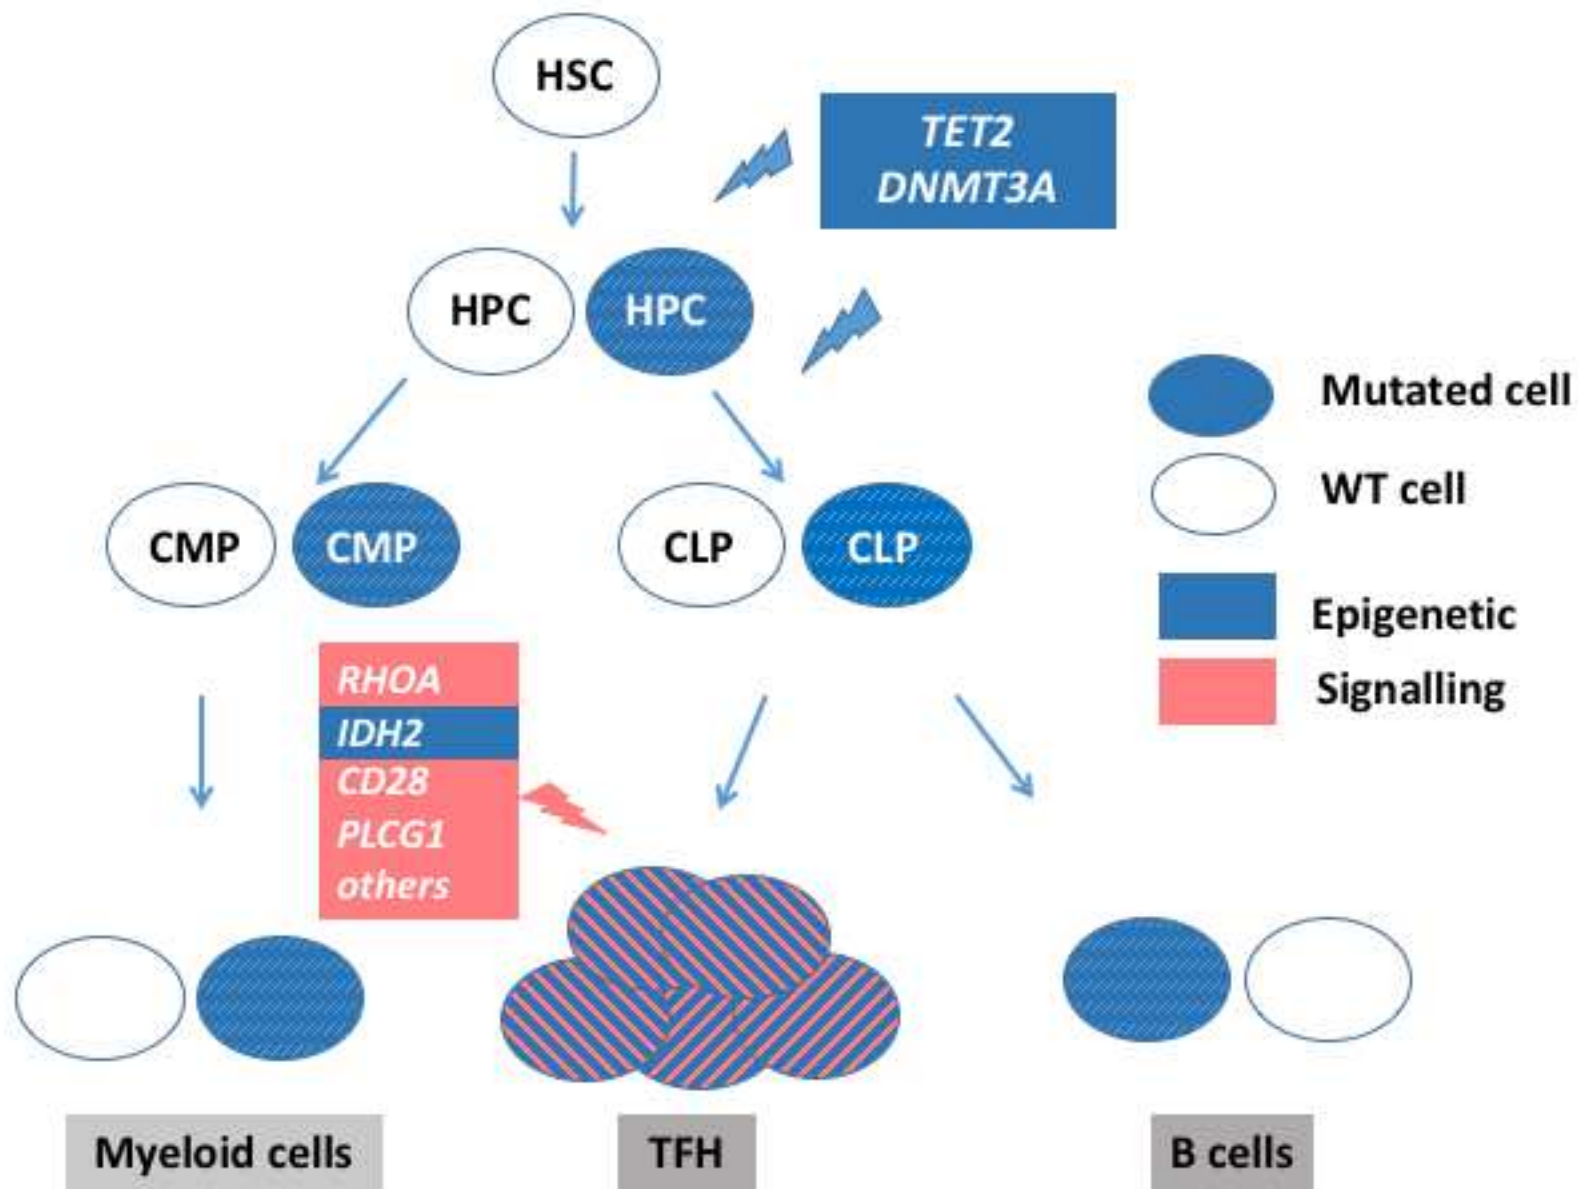 HSC
TET2
DNMT3A
HPC
HPC
Mutated cell
WT cell
CMP
CMP
CLP
CLP
Epigenetic
Signalling
RHOA
IDH2
CD28
PLCG1
others
Myeloid cells
TFH
B cells